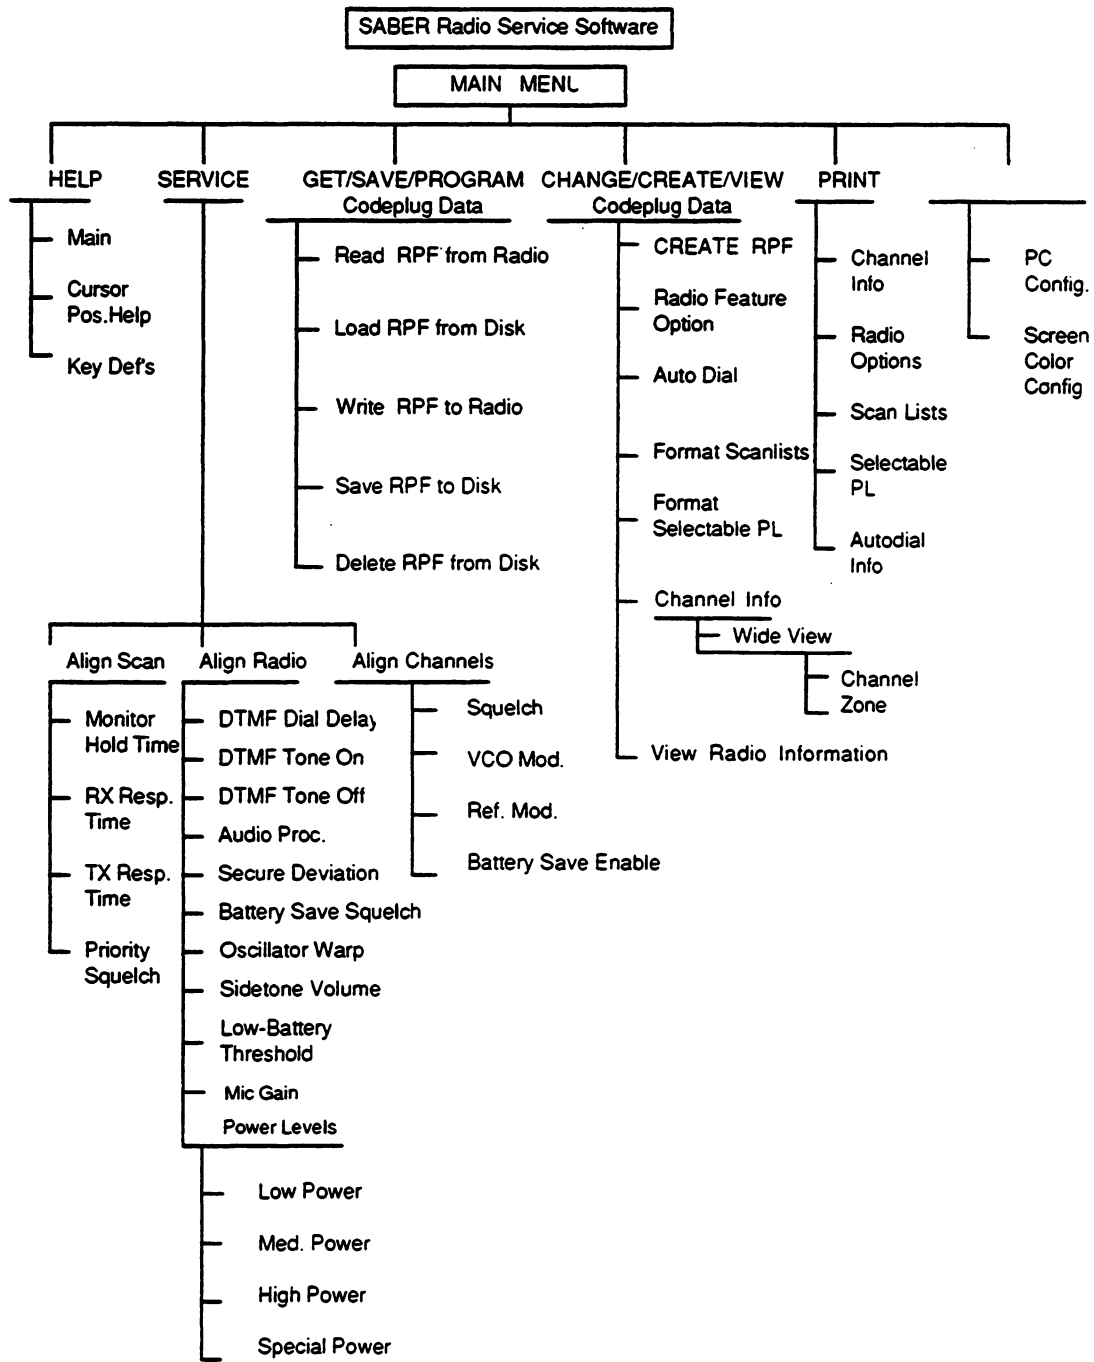 SABER Radio Service Software
MAIN MENU
HELP
Main
Cursor
Pos.Help
Key Def's
SERVICE
Align Scan
Monitor
Hold Time
RX Resp.
Time
TX Resp.
Time
Priority
Squelch
Align Radio
DTMF Dial Delay
DTMF Tone On
DTMF Tone Off
Audio Proc.
Secure Deviation
Battery Save Squelch
Oscillator Warp
Sidetone Volume
Low-Battery
Threshold
Mic Gain
Power Levels
Low Power
Med. Power
High Power
Special Power
Align Channels
Squelch
VCO Mod.
Ref. Mod.
Battery Save Enable
GET/SAVE/PROGRAM
Codeplug Data
Read RPF from Radio
Load RPF from Disk
Write RPF to Radio
Save RPF to Disk
Delete RPF from Disk
CHANGE/CREATE/VIEW
Codeplug Data
CREATE RPF
Radio Feature
Option
Auto Dial
Format Scanlists
Format
Selectable PL
Channel Info
Wide View
Channel
Zone
View Radio Information
PRINT
Channel
Info
Radio
Options
Scan Lists
Selectable
PL
Autodial
Info
PC
Config.
Screen
Color
Config